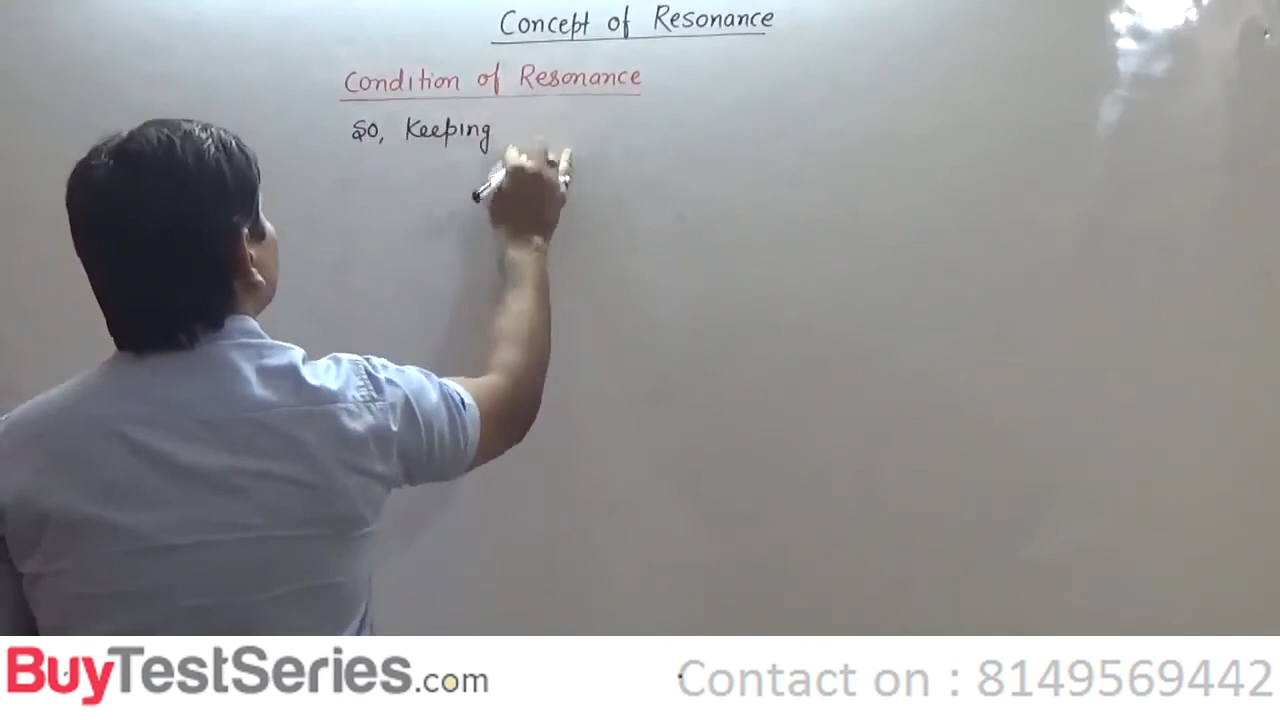 Concept of Resonance
Condition of Resonance
So, Keeping
BuyTestSeries.com
Contact on : 8149569442